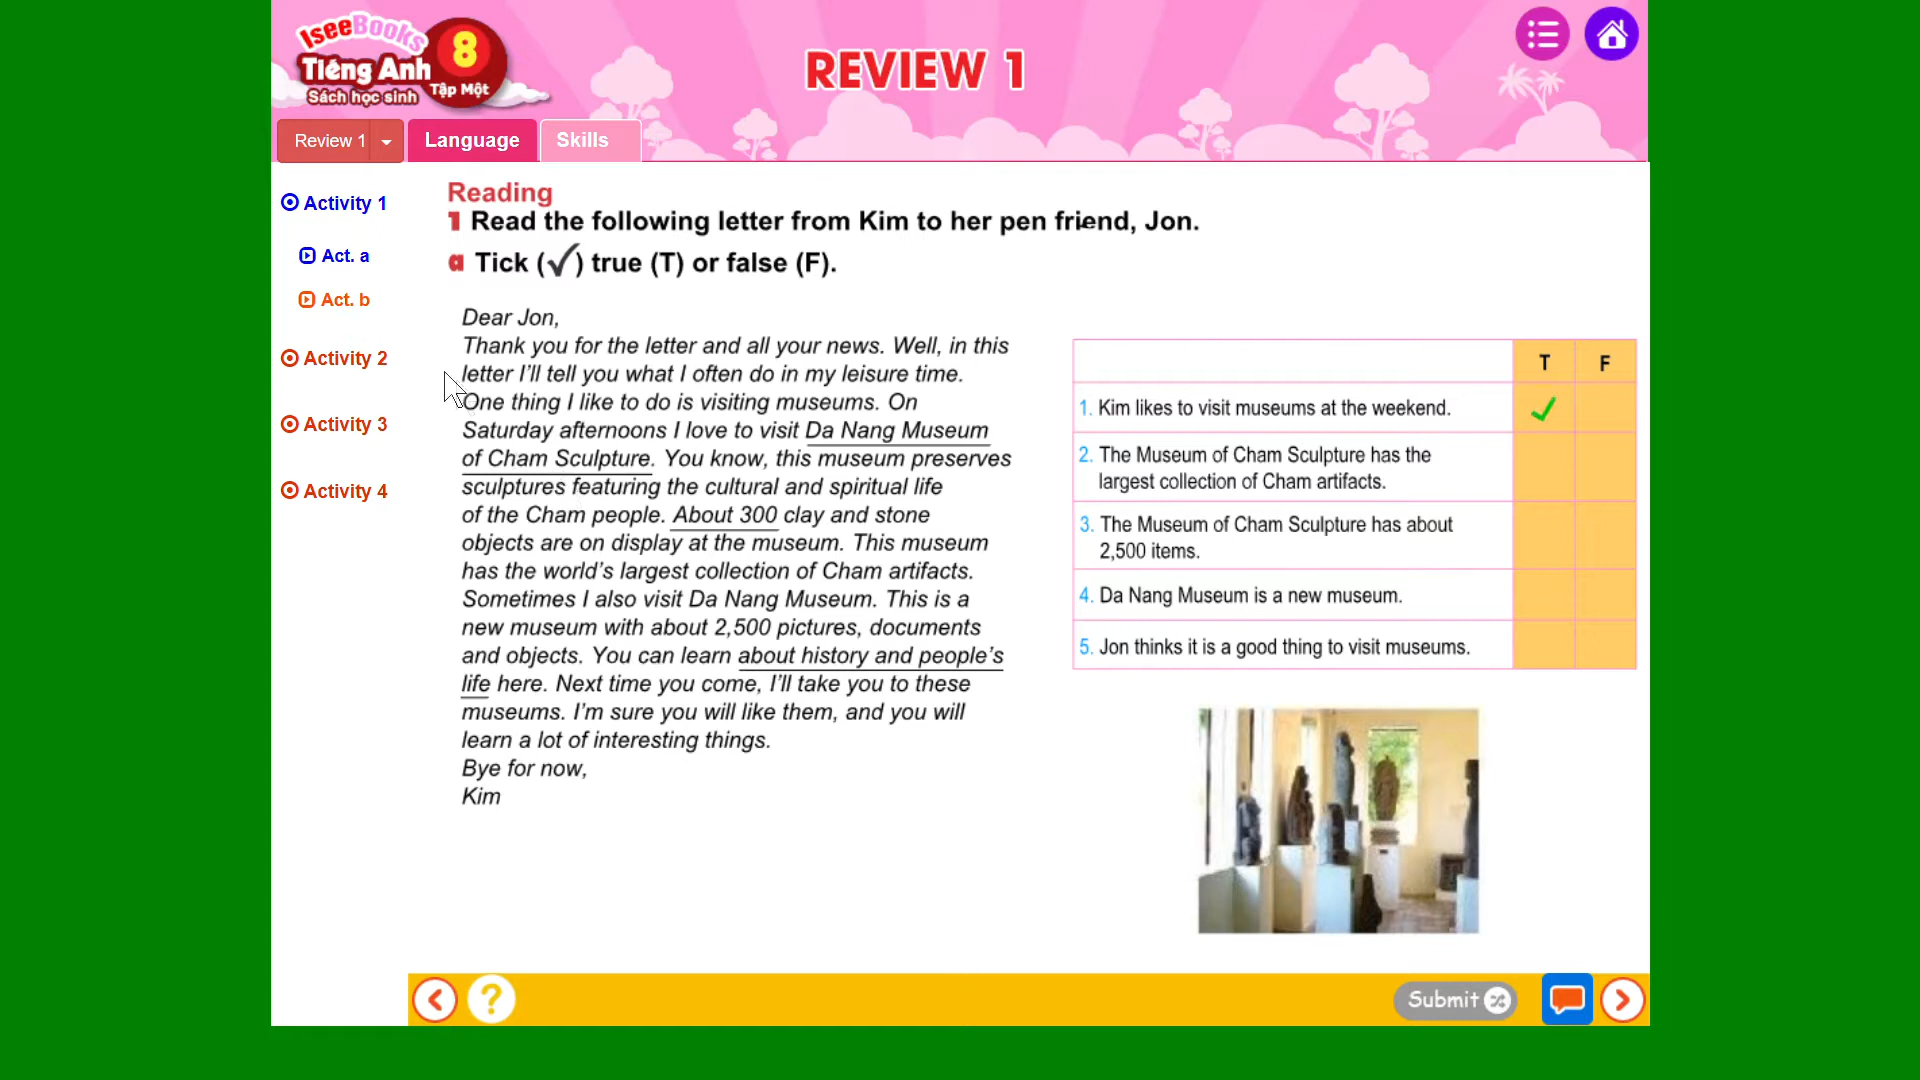 IseeBooks
Tiếng Anh 8
Sách học sinh Tập Một
REVIEW 1
Review 1
Language
Skills
Activity 1
Act. a
Act. b
Activity 2
Activity 3
Activity 4
Reading
1 Read the following letter from Kim to her pen friend, Jon.
a Tick (✓) true (T) or false (F).
Dear Jon,
Thank you for the letter and all your news. Well, in this
letter I'll tell you what I often do in my leisure time.
One thing I like to do is visiting museums. On
Saturday afternoons I love to visit Da Nang Museum
of Cham Sculpture. You know, this museum preserves
sculptures featuring the cultural and spiritual life
of the Cham people. About 300 clay and stone
objects are on display at the museum. This museum
has the world's largest collection of Cham artifacts.
Sometimes I also visit Da Nang Museum. This is a
new museum with about 2,500 pictures, documents
and objects. You can learn about history and people's
life here. Next time you come, I'll take you to these
museums. I'm sure you will like them, and you will
learn a lot of interesting things.
Bye for now,
Kim
T F
1. Kim likes to visit museums at the weekend. ✓
2. The Museum of Cham Sculpture has the
largest collection of Cham artifacts.
3. The Museum of Cham Sculpture has about
2,500 items.
4. Da Nang Museum is a new museum.
5. Jon thinks it is a good thing to visit museums.
?
Submit